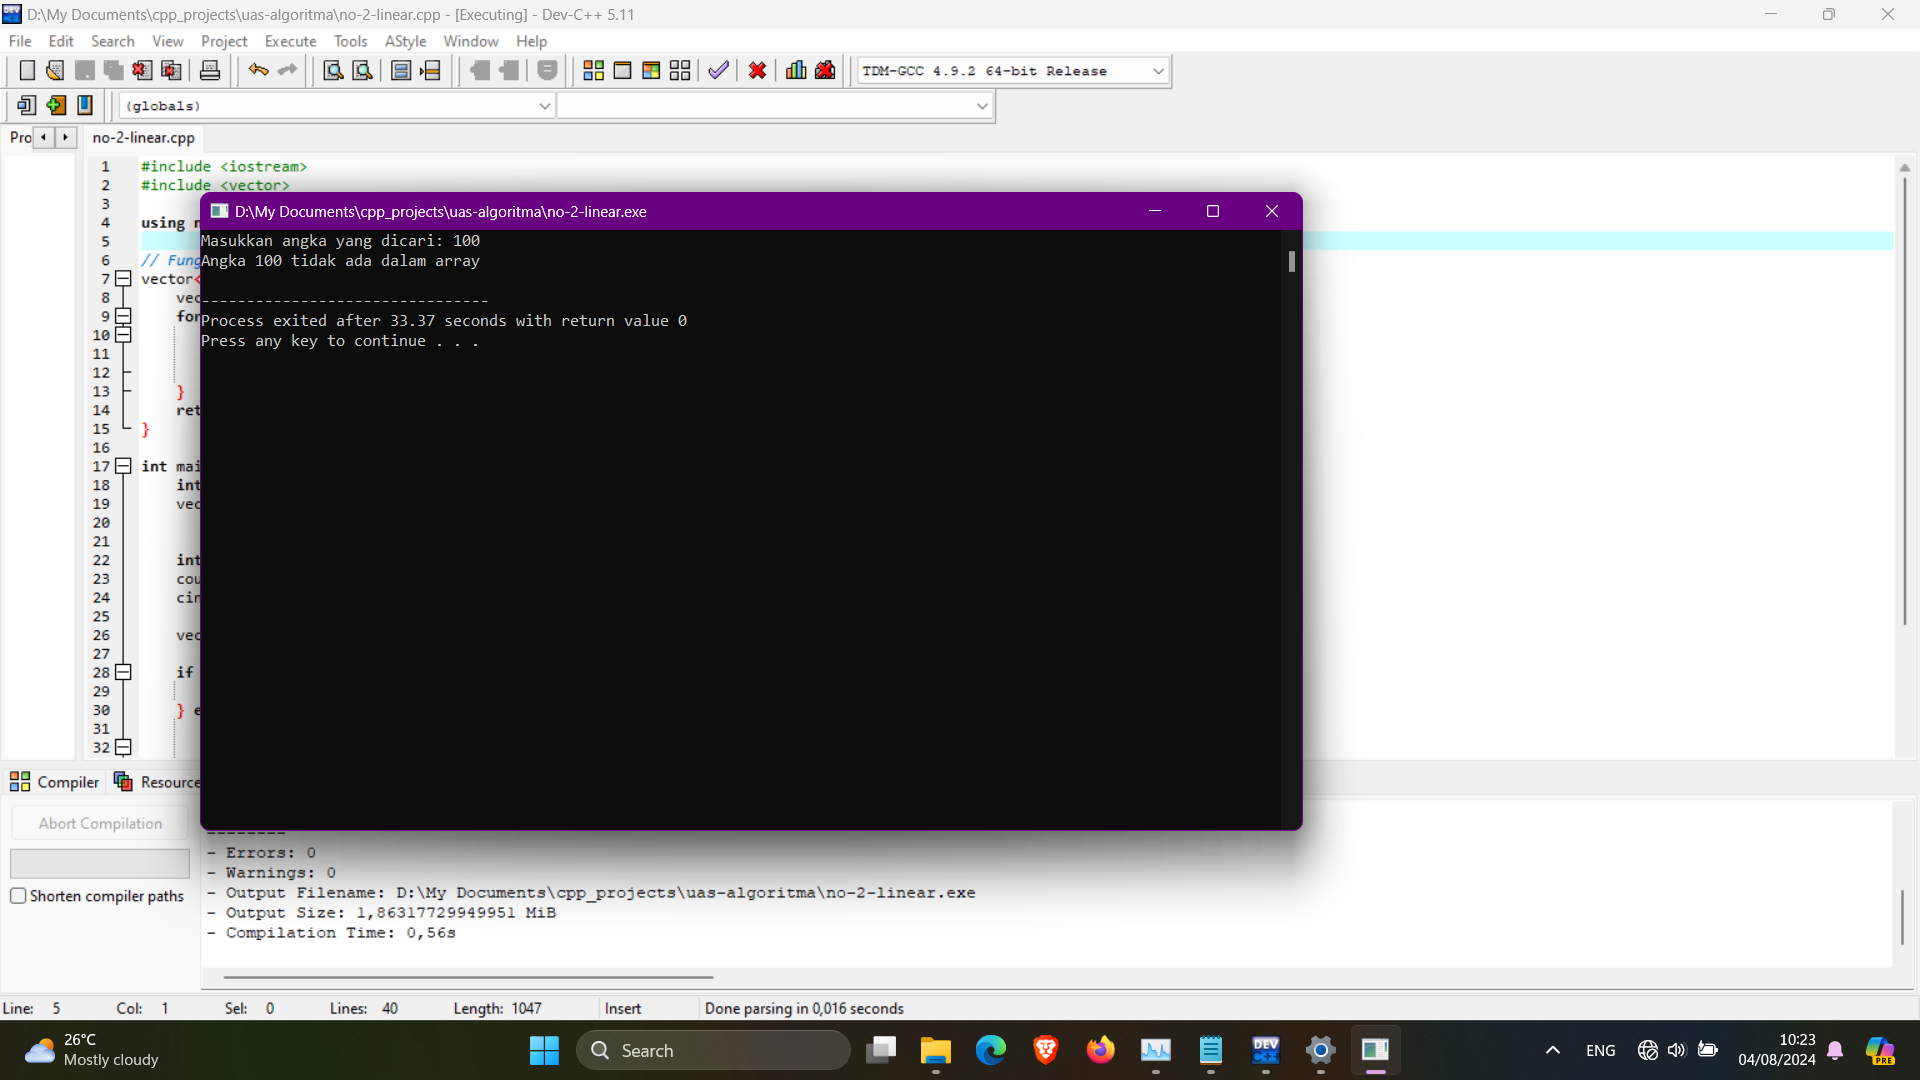 D:\My Documents\cpp_projects\uas-algoritma\no-2-linear.cpp - [Executing] - Dev-C++ 5.11
File Edit Search View Project Execute Tools AStyle Window Help
TDM-GCC 4.9.2 64-bit Release
(globals)
Pro
no-2-linear.cpp
1 #include <iostream>
2 #include <vector>
3
4 using n
5
6 // Fung
7 vector<
8 vec
9 for
10
11
12
13 }
14 ret
15 }
16
17 int mai
18 int
19 vec
20
21
22 int
23 cou
24 cin
25
26 vec
27
28 if
29
30 } e
31
32
D:\My Documents\cpp_projects\uas-algoritma\no-2-linear.exe
Masukkan angka yang dicari: 100
Angka 100 tidak ada dalam array
--------------------------------
Process exited after 33.37 seconds with return value 0
Press any key to continue . . .
Compiler Resource
Abort Compilation
Shorten compiler paths
--------
- Errors: 0
- Warnings: 0
- Output Filename: D:\My Documents\cpp_projects\uas-algoritma\no-2-linear.exe
- Output Size: 1,86317729949951 MiB
- Compilation Time: 0,56s
Line: 5 Col: 1 Sel: 0 Lines: 40 Length: 1047 Insert Done parsing in 0,016 seconds
26°C
Mostly cloudy
Search
DEV
C++
ENG
10:23
04/08/2024
PRE